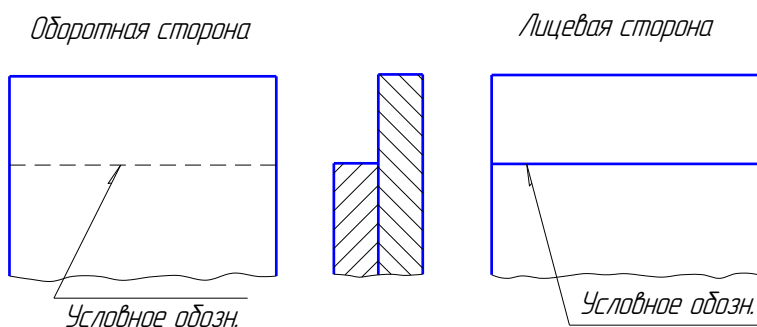 Оборотная сторона
Лицевая сторона
Условное обозн.
Условное обозн.